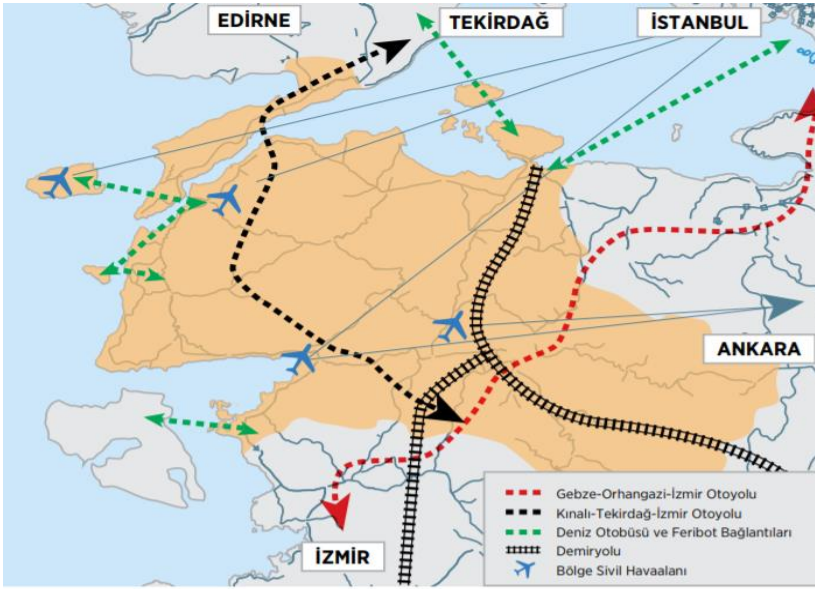 EDİRNE
TEKİRDAĞ
İSTANBUL
ANKARA
İZMİR
Gebze-Orhangazi-İzmir Otoyolu
Kınalı-Tekirdağ-İzmir Otoyolu
Deniz Otobüsü ve Feribot Bağlantıları
Demiryolu
Bölge Sivil Havaalanı